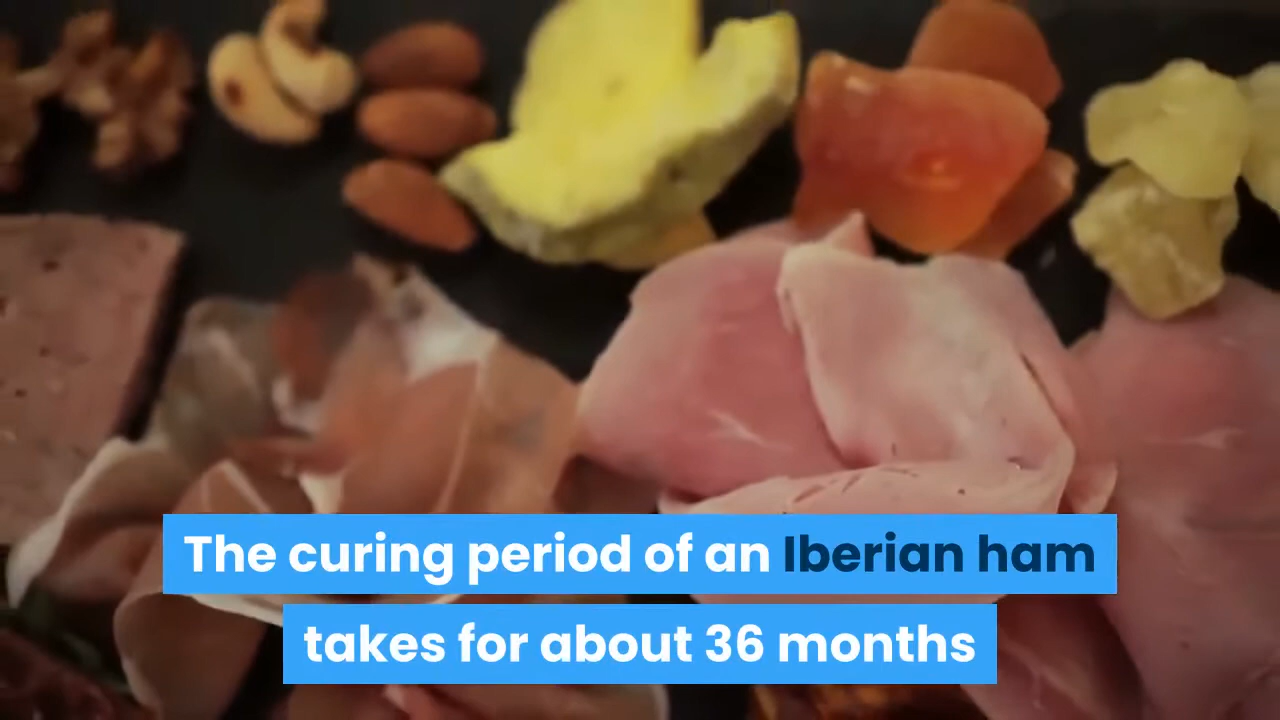 The curing period of an Iberian ham
takes for about 36 months